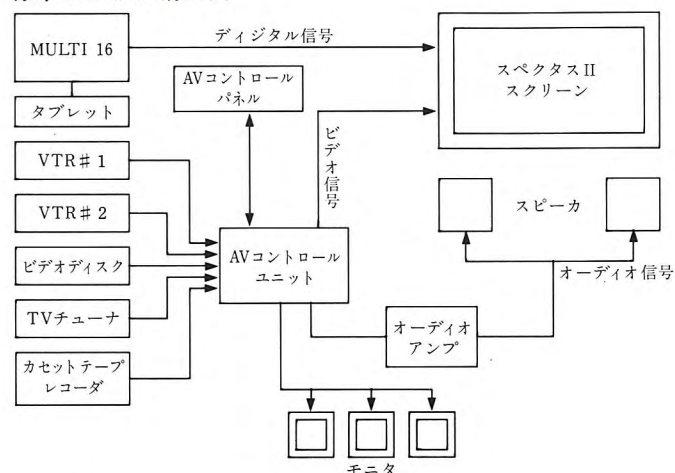 MULTI 16
ディジタル信号
スペクタスII
スクリーン
AVコントロール
パネル
タブレット
ビデオ信号
VTR♯1
VTR♯2
スピーカ
ビデオディスク
AVコントロール
ユニット
オーディオ信号
TVチューナ
オーディオ
アンプ
カセットテープ
レコーダ
モニタ